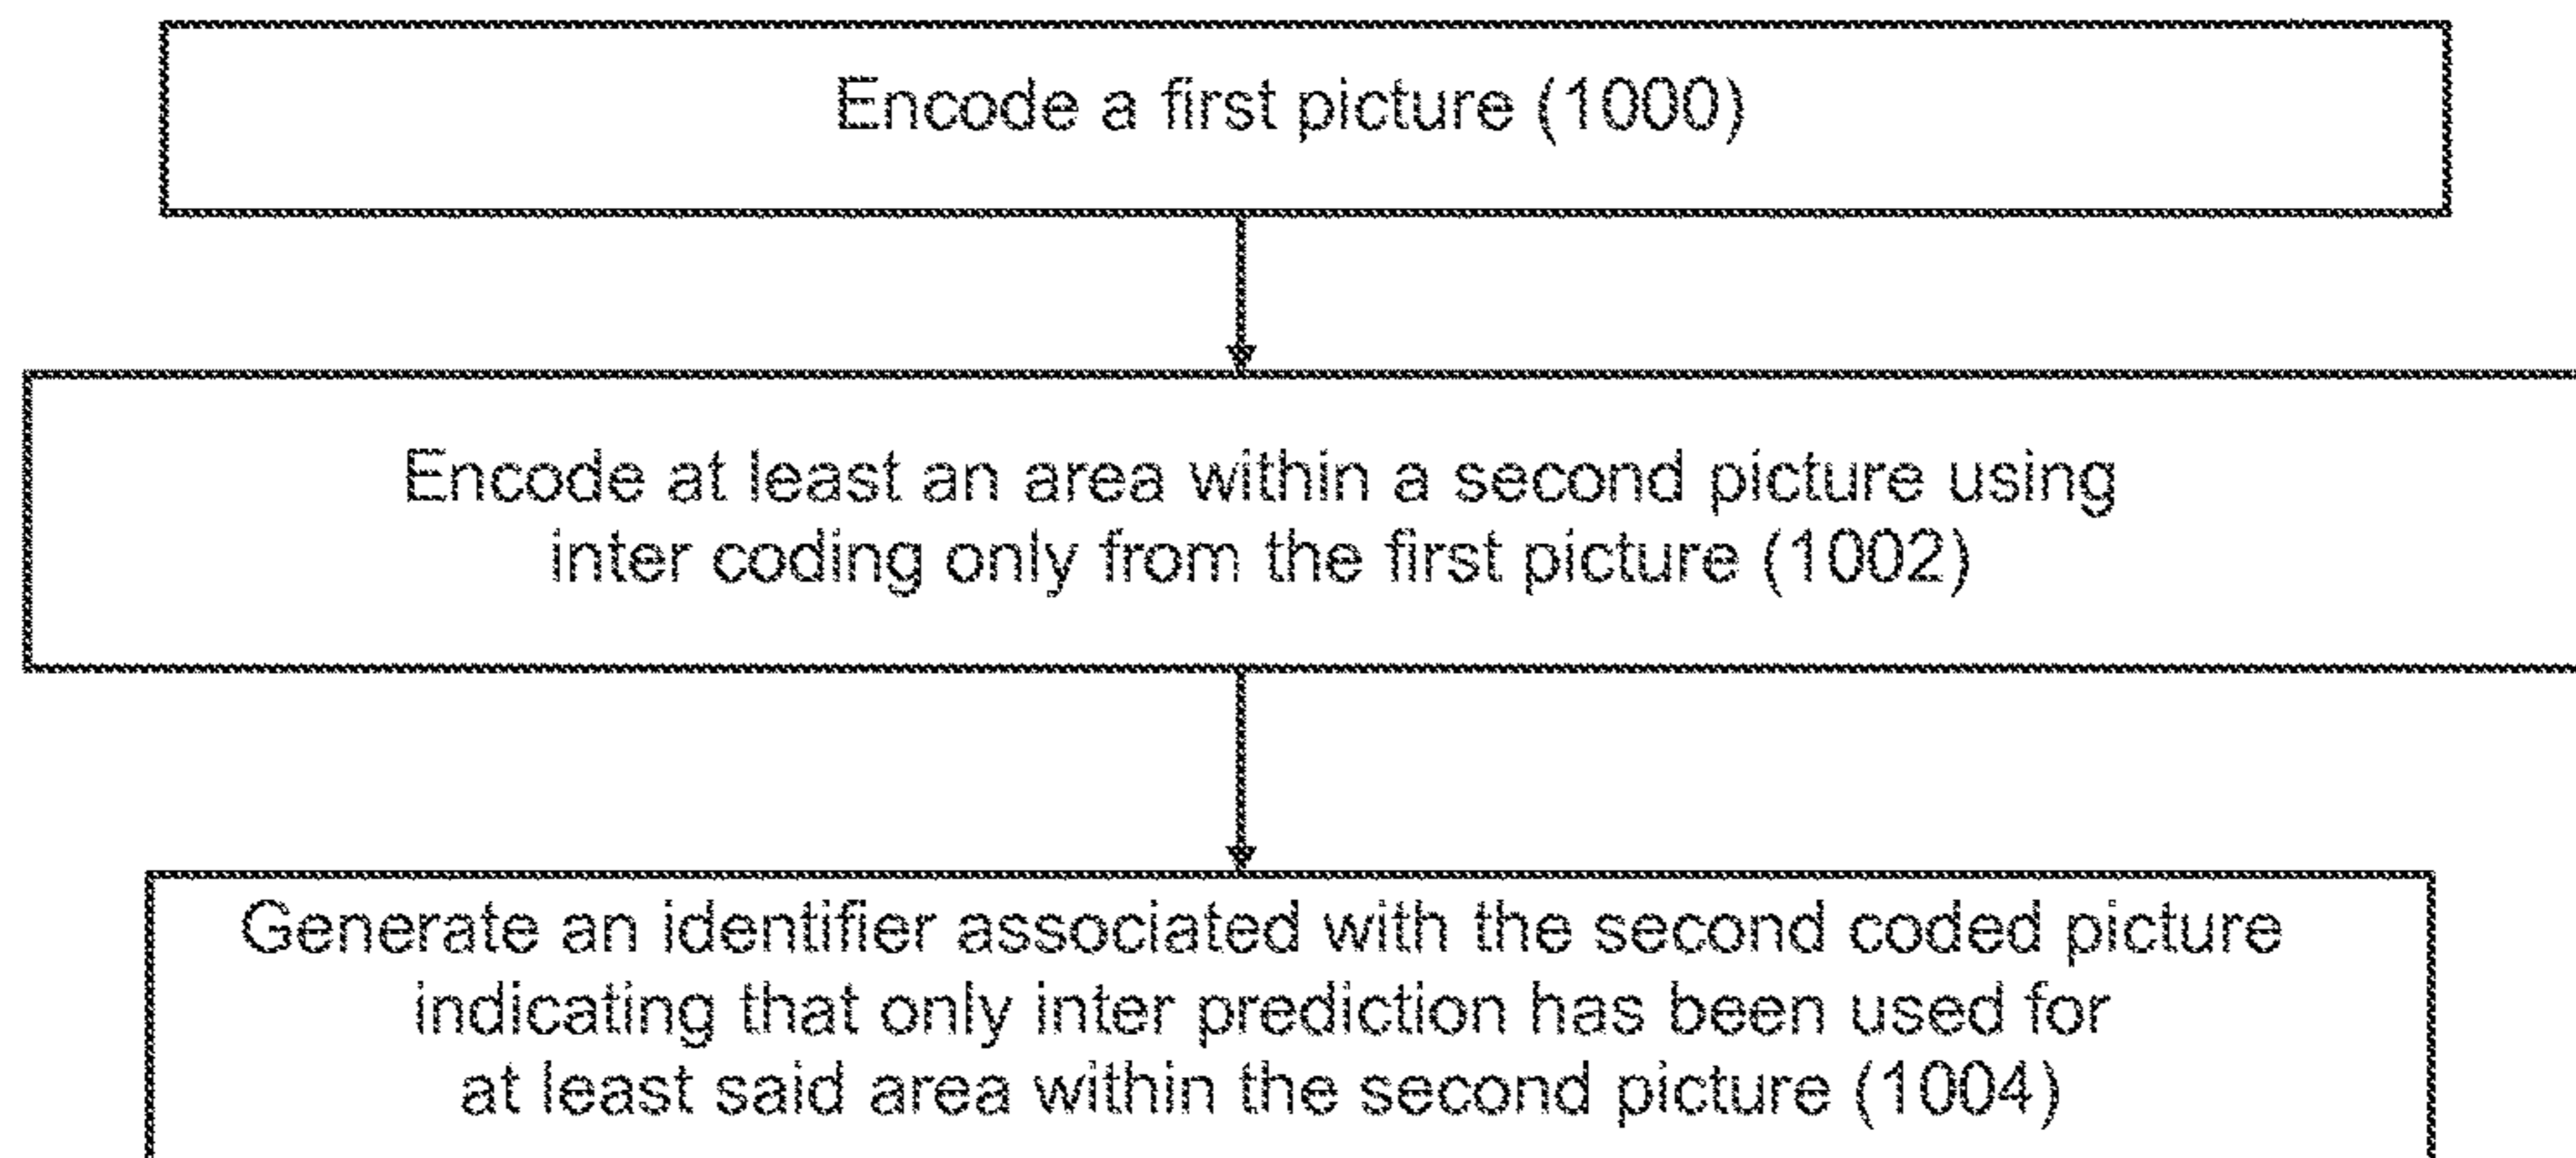 Encode a first picture (1000)
Encode at least an area within a second picture using
inter coding only from the first picture (1002)
Generate an identifier associated with the second coded picture
indicating that only inter prediction has been used for
at least said area within the second picture (1004)